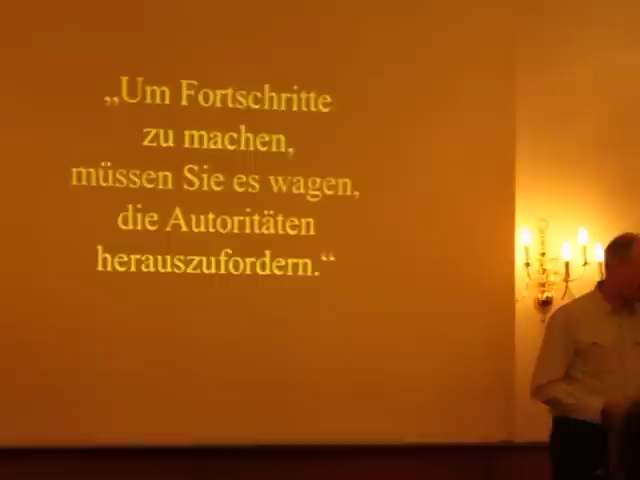 „Um Fortschritte
zu machen,
müssen Sie es wagen,
die Autoritäten
herauszufordern.“